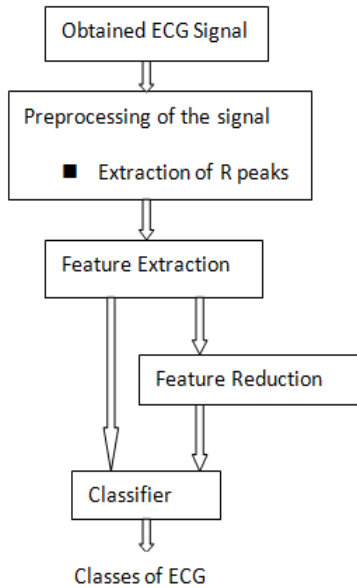 Obtained ECG Signal
Preprocessing of the signal
■ Extraction of R peaks
Feature Extraction
Feature Reduction
Classifier
Classes of ECG